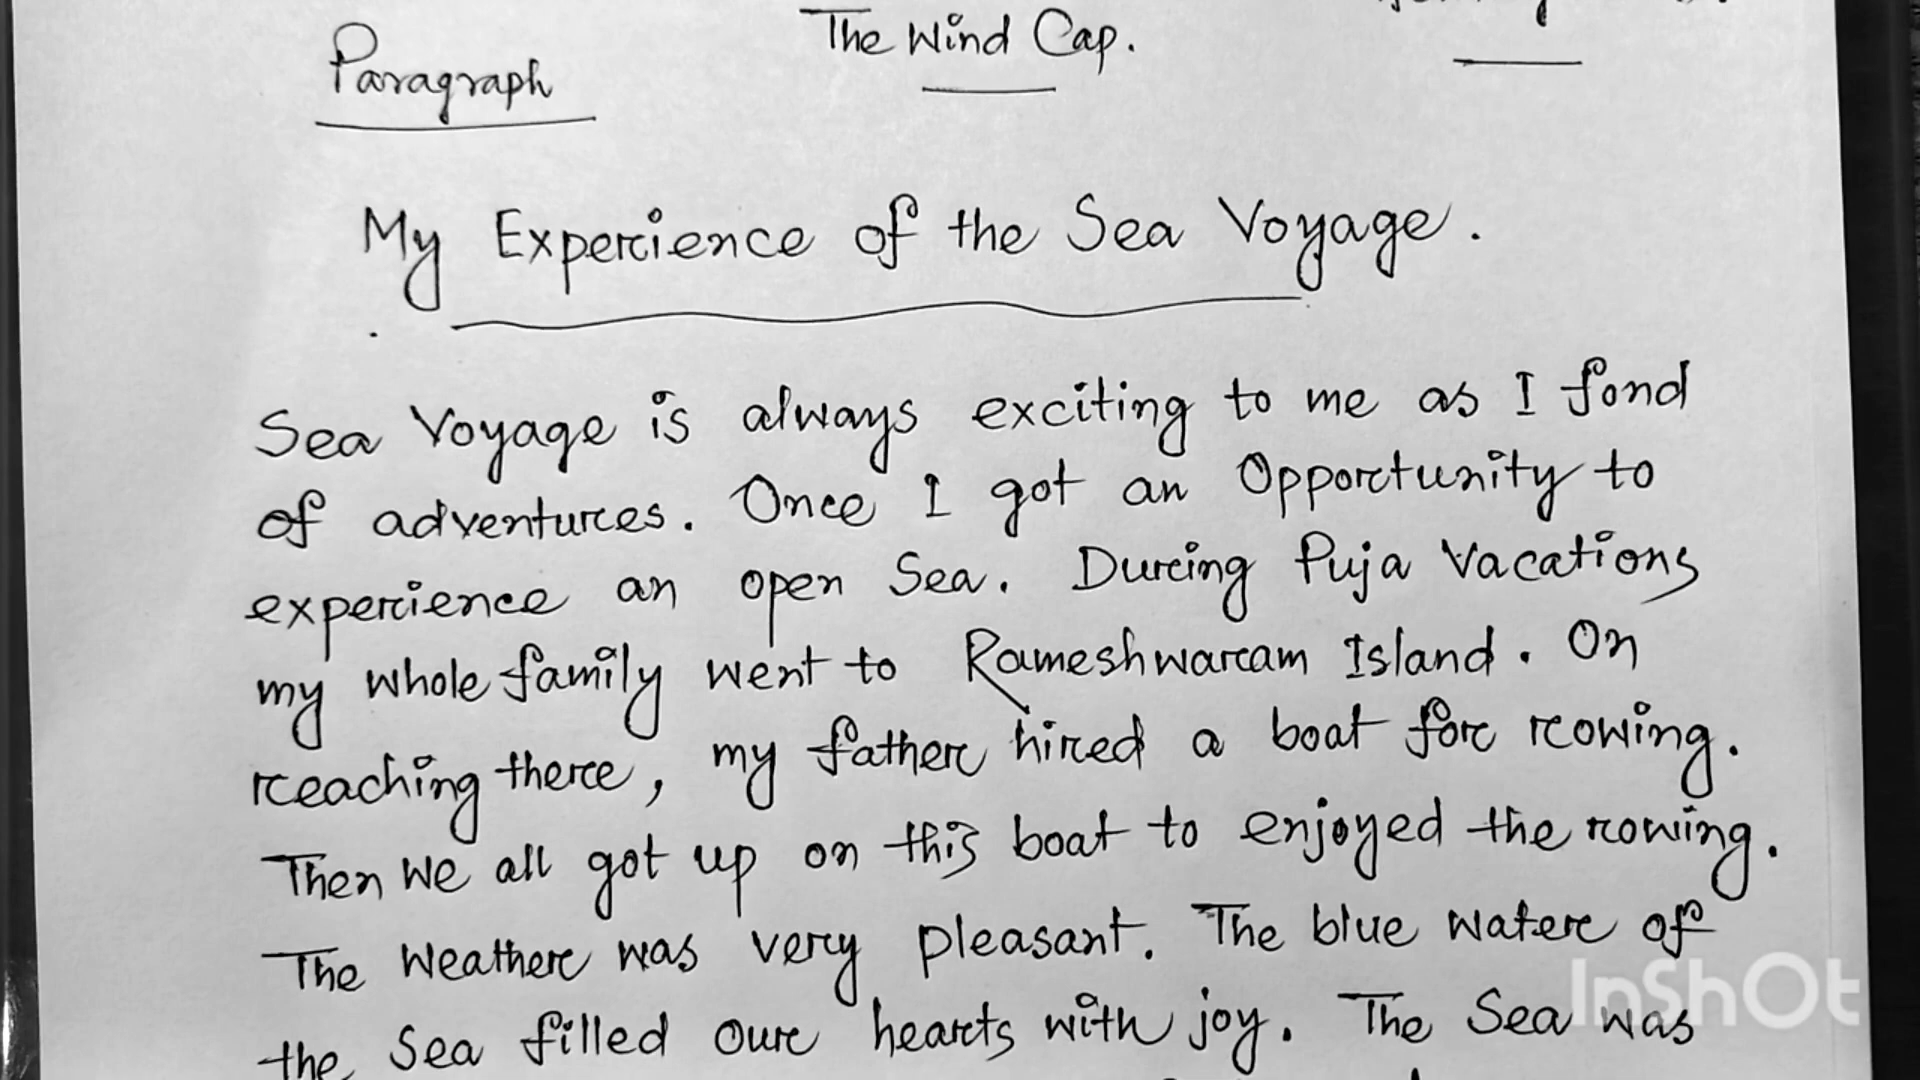 The Wind Cap.
Paragraph
My Experience of the Sea Voyage.
Sea Voyage is always exciting to me as I fond
of adventures. Once I got an Opportunity to
experience an open Sea. During Puja Vacations
my whole family went to Rameshwaram Island. On
reaching there, my father hired a boat for rowing.
Then We all got up on this boat to enjoyed the rowing.
The Weather was very pleasant. The blue Water of
the Sea filled our hearts with joy. The Sea was
InShOt